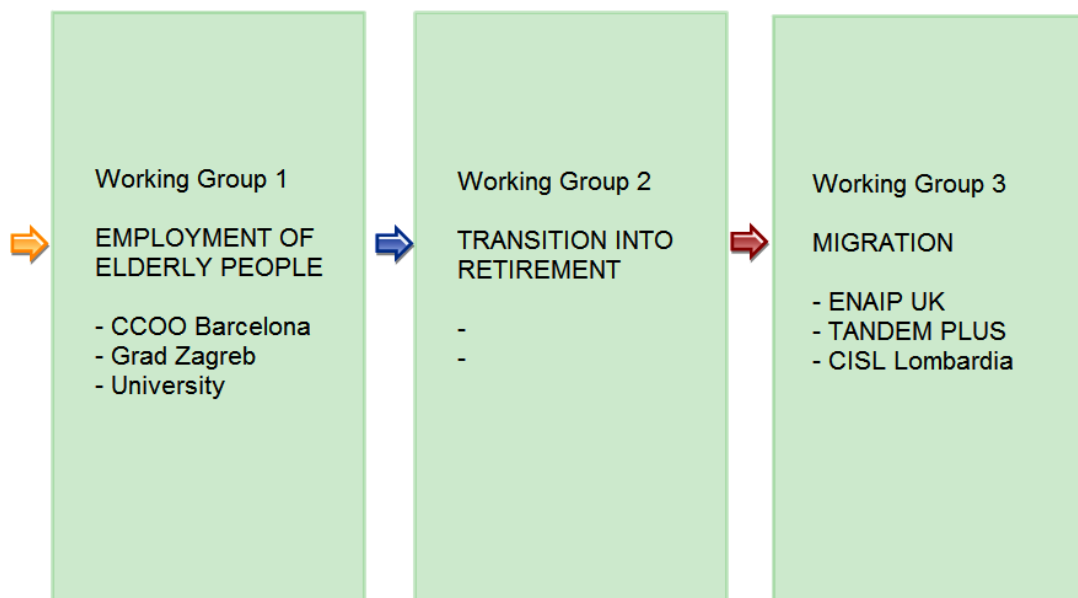 Working Group 1
EMPLOYMENT OF
ELDERLY PEOPLE
- CCOO Barcelona
- Grad Zagreb
- University
Working Group 2
TRANSITION INTO
RETIREMENT
-
-
Working Group 3
MIGRATION
- ENAIP UK
- TANDEM PLUS
- CISL Lombardia